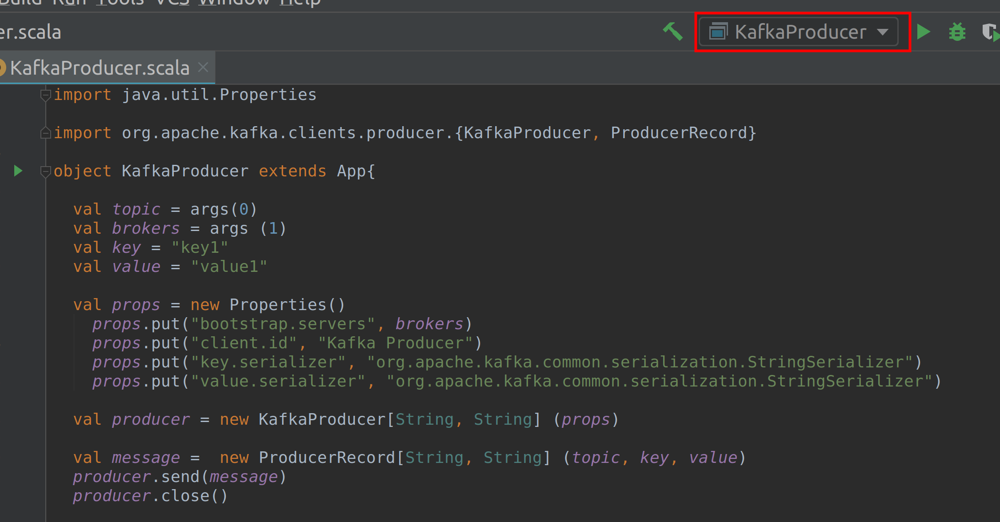 Build Run Tools VCS Window Help
er.scala
KafkaProducer
KafkaProducer.scala
import java.util.Properties
import org.apache.kafka.clients.producer.{KafkaProducer, ProducerRecord}
object KafkaProducer extends App{
val topic = args(0)
val brokers = args (1)
val key = "key1"
val value = "value1"
val props = new Properties()
props.put("bootstrap.servers", brokers)
props.put("client.id", "Kafka Producer")
props.put("key.serializer", "org.apache.kafka.common.serialization.StringSerializer")
props.put("value.serializer", "org.apache.kafka.common.serialization.StringSerializer")
val producer = new KafkaProducer[String, String] (props)
val message =  new ProducerRecord[String, String] (topic, key, value)
producer.send(message)
producer.close()